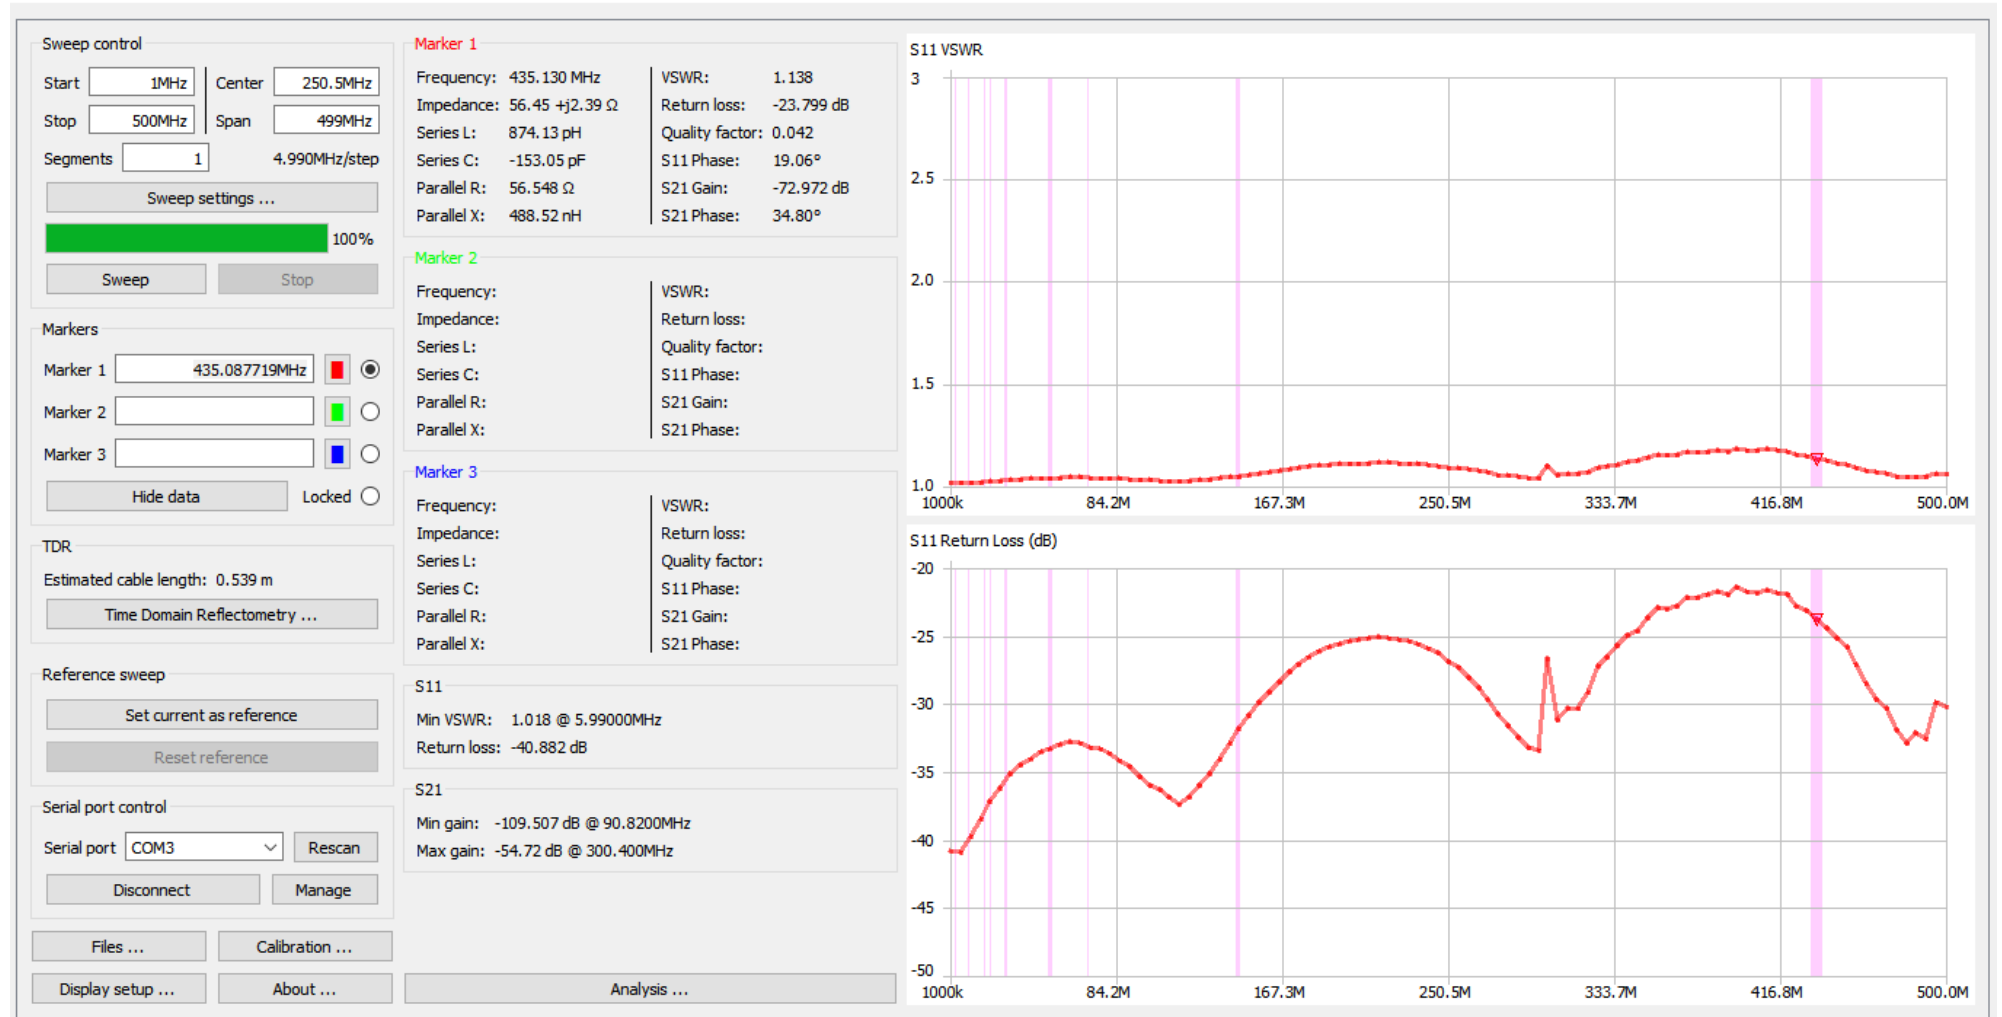 Sweep control
Start 1MHz Center 250.5MHz
Stop 500MHz Span 499MHz
Segments 1 4.990MHz/step
Sweep settings ...
100%
Sweep Stop
Markers
Marker 1 435.087719MHz
Marker 2
Marker 3
Hide data Locked
TDR
Estimated cable length: 0.539 m
Time Domain Reflectometry ...
Reference sweep
Set current as reference
Reset reference
Serial port control
Serial port COM3 Rescan
Disconnect Manage
Files ... Calibration ...
Display setup ... About ...
Marker 1
Frequency: 435.130 MHz VSWR: 1.138
Impedance: 56.45 +j2.39 Ω Return loss: -23.799 dB
Series L: 874.13 pH Quality factor: 0.042
Series C: -153.05 pF S11 Phase: 19.06°
Parallel R: 56.548 Ω S21 Gain: -72.972 dB
Parallel X: 488.52 nH S21 Phase: 34.80°
Marker 2
Frequency: VSWR:
Impedance: Return loss:
Series L: Quality factor:
Series C: S11 Phase:
Parallel R: S21 Gain:
Parallel X: S21 Phase:
Marker 3
Frequency: VSWR:
Impedance: Return loss:
Series L: Quality factor:
Series C: S11 Phase:
Parallel R: S21 Gain:
Parallel X: S21 Phase:
S11
Min VSWR: 1.018 @ 5.99000MHz
Return loss: -40.882 dB
S21
Min gain: -109.507 dB @ 90.8200MHz
Max gain: -54.72 dB @ 300.400MHz
Analysis ...
S11 VSWR
3
2.5
2.0
1.5
1.0
1000k 84.2M 167.3M 250.5M 333.7M 416.8M 500.0M
S11 Return Loss (dB)
-20
-25
-30
-35
-40
-45
-50
1000k 84.2M 167.3M 250.5M 333.7M 416.8M 500.0M